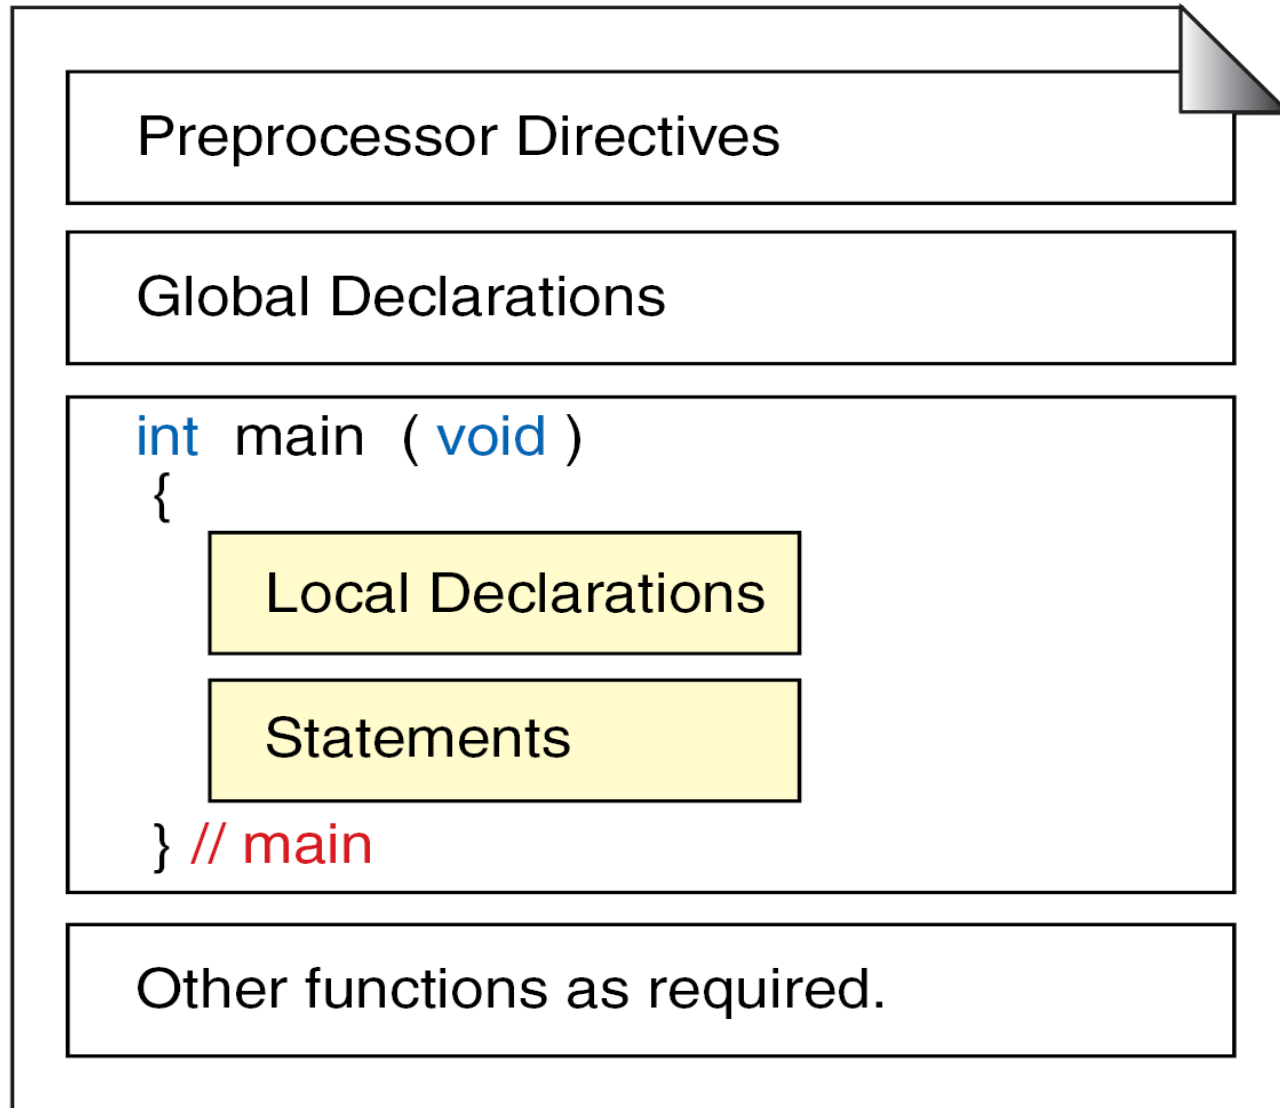 Preprocessor Directives
Global Declarations
int main ( void )
{
Local Declarations
Statements
} // main
Other functions as required.